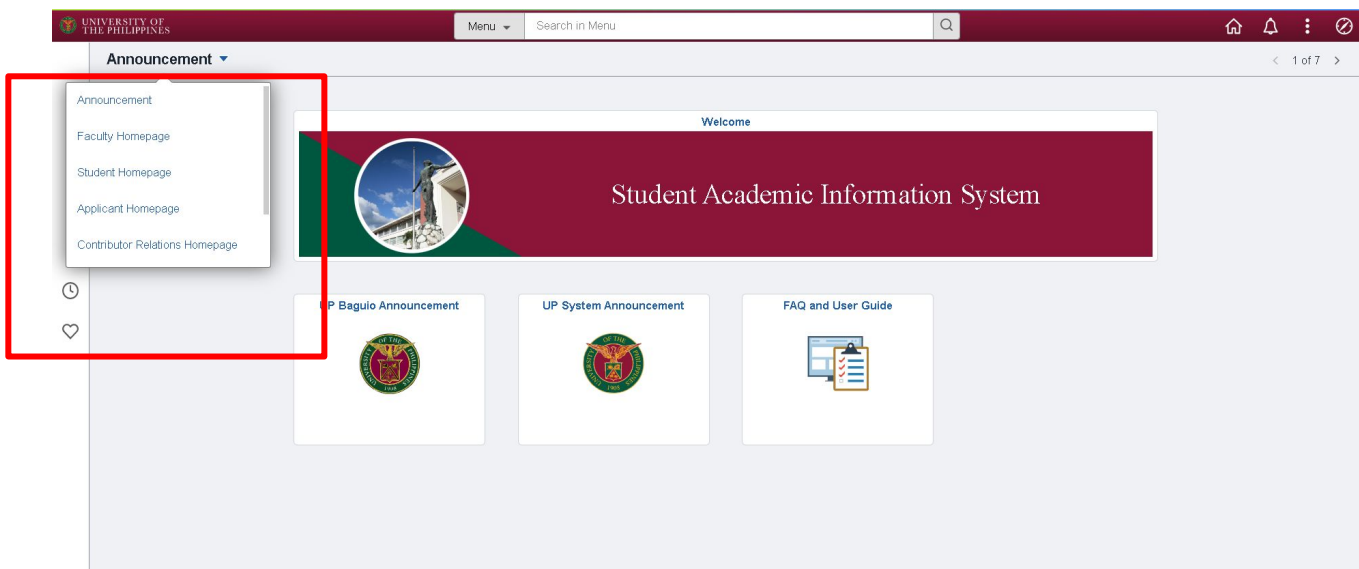 UNIVERSITY OF
THE PHILIPPINES
Menu
Search in Menu
Announcement
1 of 7
Announcement
Faculty Homepage
Student Homepage
Applicant Homepage
Contributor Relations Homepage
Welcome
Student Academic Information System
UP Baguio Announcement
UP System Announcement
FAQ and User Guide